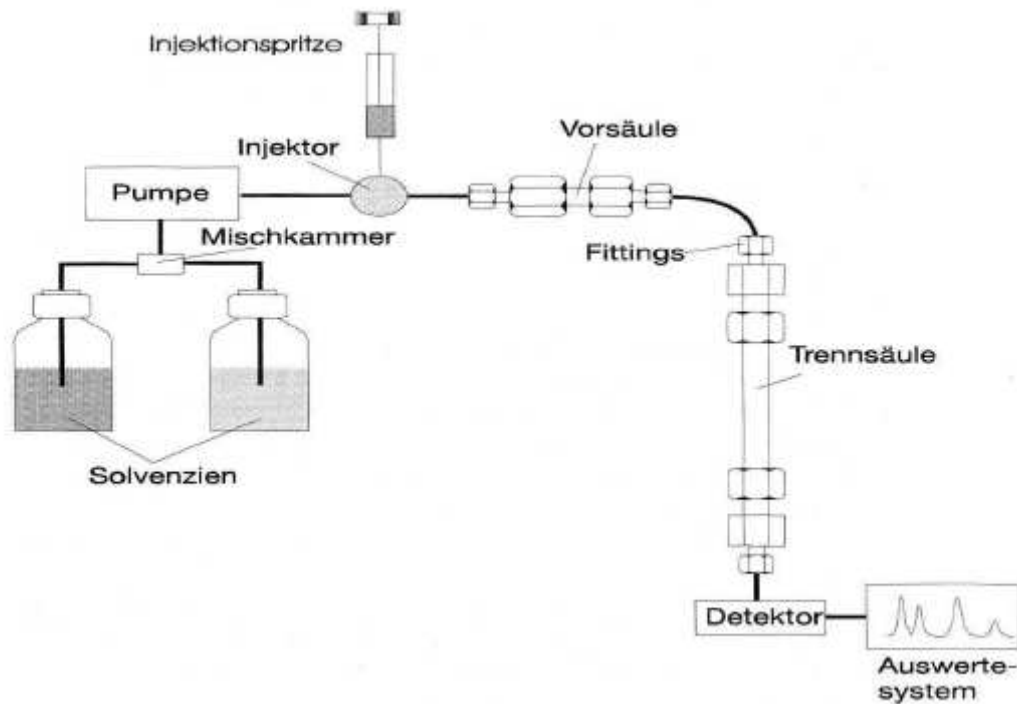 Injektionspritze
Injektor
Vorsäule
Pumpe
Mischkammer
Fittings
Trennsäule
Solvenzien
Detektor
Auswerte-
system